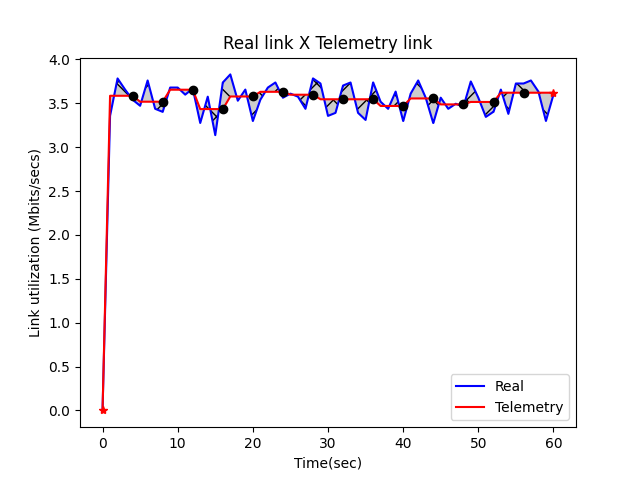 Real link X Telemetry link
Link utilization (Mbits/secs)
4.0
3.5
3.0
2.5
2.0
1.5
1.0
0.5
0.0
0 10 20 30 40 50 60
Time(sec)
Real
Telemetry